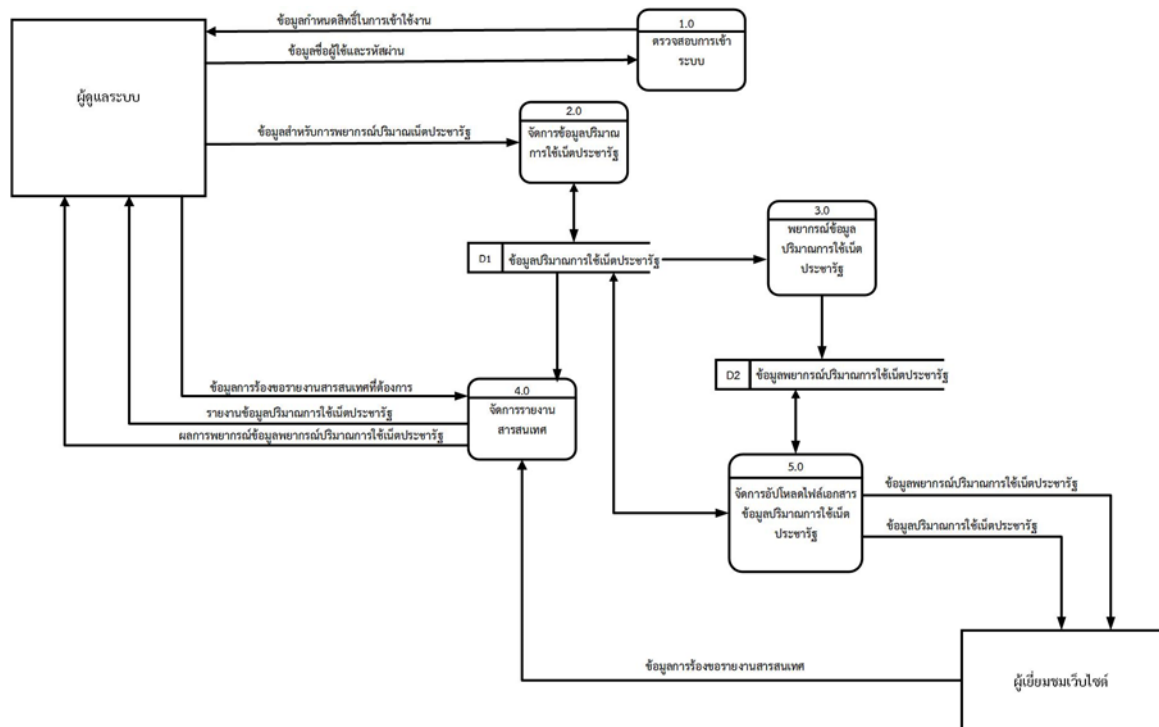 ข้อมูลกำหนดสิทธิ์ในการเข้าใช้งาน
1.0
ตรวจสอบการเข้า
ระบบ
ข้อมูลชื่อผู้ใช้และรหัสผ่าน
ผู้ดูแลระบบ
2.0
จัดการข้อมูลปริมาณ
การใช้เน็ตประชารัฐ
ข้อมูลสำหรับการพยากรณ์ปริมาณเน็ตประชารัฐ
3.0
พยากรณ์ข้อมูล
ปริมาณการใช้เน็ต
ประชารัฐ
D1
ข้อมูลปริมาณการใช้เน็ตประชารัฐ
D2
ข้อมูลพยากรณ์ปริมาณการใช้เน็ตประชารัฐ
ข้อมูลการร้องขอรายงานสารสนเทศที่ต้องการ
4.0
จัดการรายงาน
สารสนเทศ
รายงานข้อมูลปริมาณการใช้เน็ตประชารัฐ
ผลการพยากรณ์ข้อมูลพยากรณ์ปริมาณการใช้เน็ตประชารัฐ
5.0
จัดการอัปโหลดไฟล์เอกสาร
ข้อมูลปริมาณการใช้เน็ต
ประชารัฐ
ข้อมูลพยากรณ์ปริมาณการใช้เน็ตประชารัฐ
ข้อมูลปริมาณการใช้เน็ตประชารัฐ
ข้อมูลการร้องขอรายงานสารสนเทศ
ผู้เยี่ยมชมเว็บไซต์